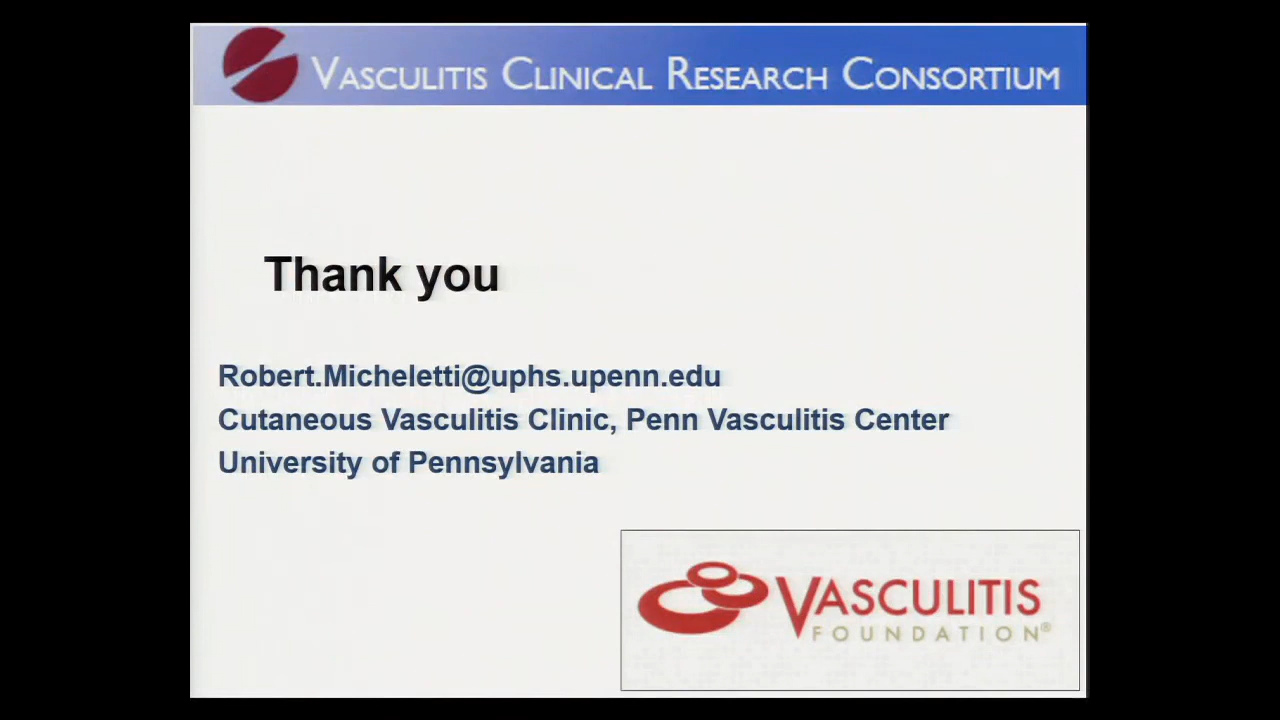 VASCULITIS CLINICAL RESEARCH CONSORTIUM
Thank you
Robert.Micheletti@uphs.upenn.edu
Cutaneous Vasculitis Clinic, Penn Vasculitis Center
University of Pennsylvania
VASCULITIS
FOUNDATION®